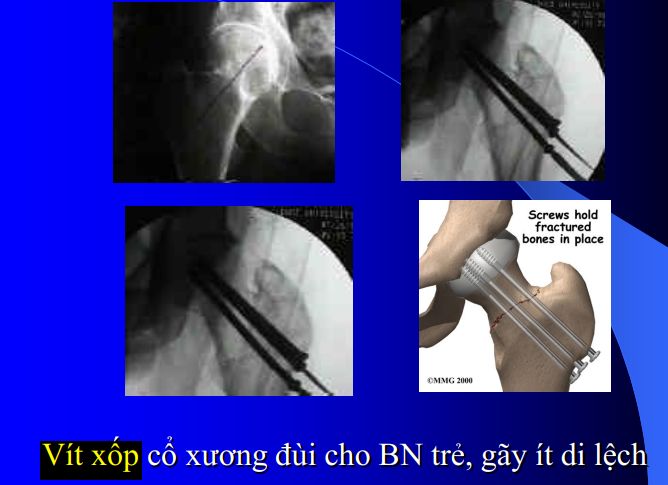 Screws hold
fractured
bones in place
©MMG 2000
Vít xốp cổ xương đùi cho BN trẻ, gãy ít di lệch